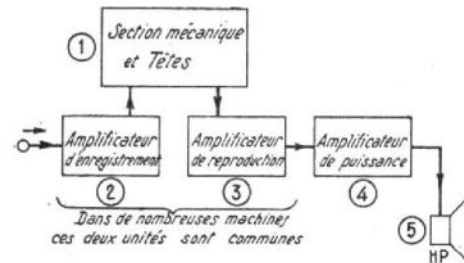 ① Section mécanique
et Têtes
Amplificateur
d'enregistrement
②
Amplificateur
de reproduction
③
Amplificateur
de puissance
④
Dans de nombreuses machines
ces deux unités sont communes
⑤
HP